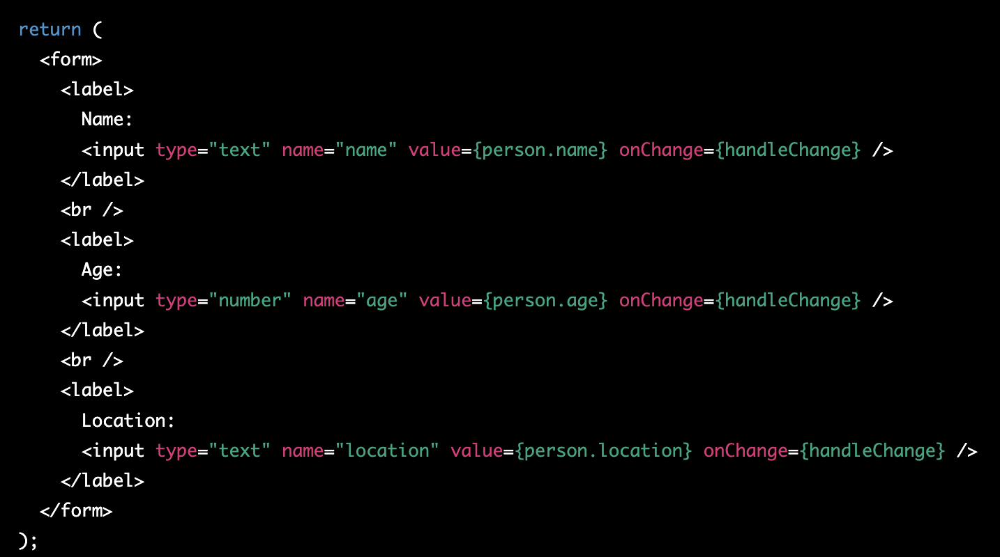 return (
<form>
<label>
Name:
<input type="text" name="name" value={person.name} onChange={handleChange} />
</label>
<br />
<label>
Age:
<input type="number" name="age" value={person.age} onChange={handleChange} />
</label>
<br />
<label>
Location:
<input type="text" name="location" value={person.location} onChange={handleChange} />
</label>
</form>
);